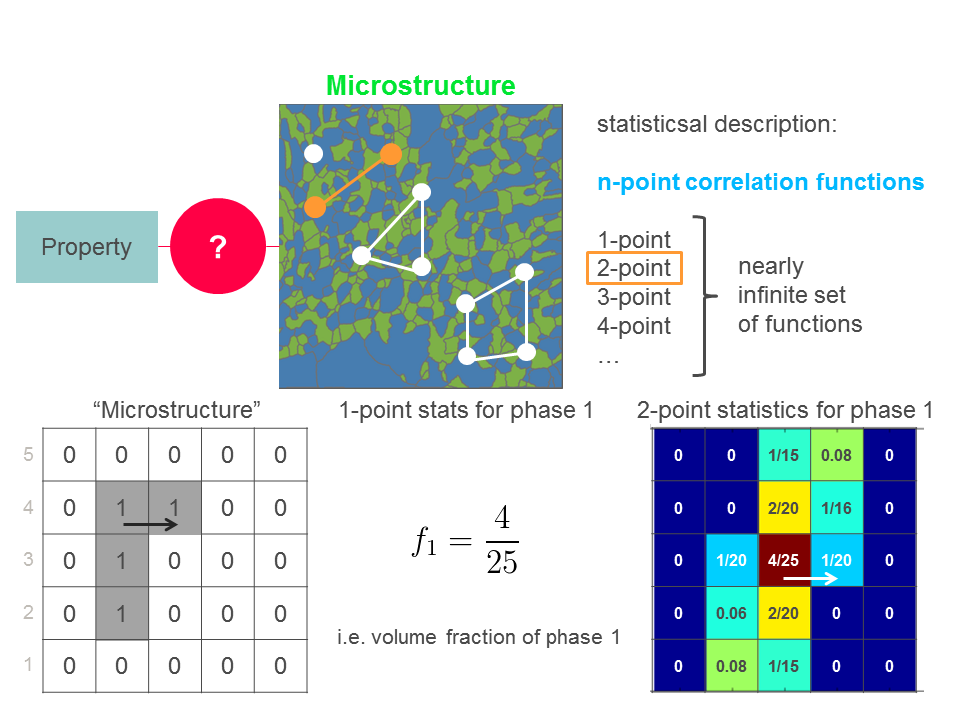 Microstructure
statisticsal description:
n-point correlation functions
Property
?
1-point
2-point
3-point
4-point
…
nearly
infinite set
of functions
“Microstructure”
1-point stats for phase 1
2-point statistics for phase 1
5 0 0 0 0 0
4 0 1 1 0 0
3 0 1 0 0 0
2 0 1 0 0 0
1 0 0 0 0 0
f₁ = 4/25
i.e. volume fraction of phase 1
0 0 1/15 0.08 0
0 0 2/20 1/16 0
0 1/20 4/25 1/20 0
0 0.06 2/20 0 0
0 0.08 1/15 0 0